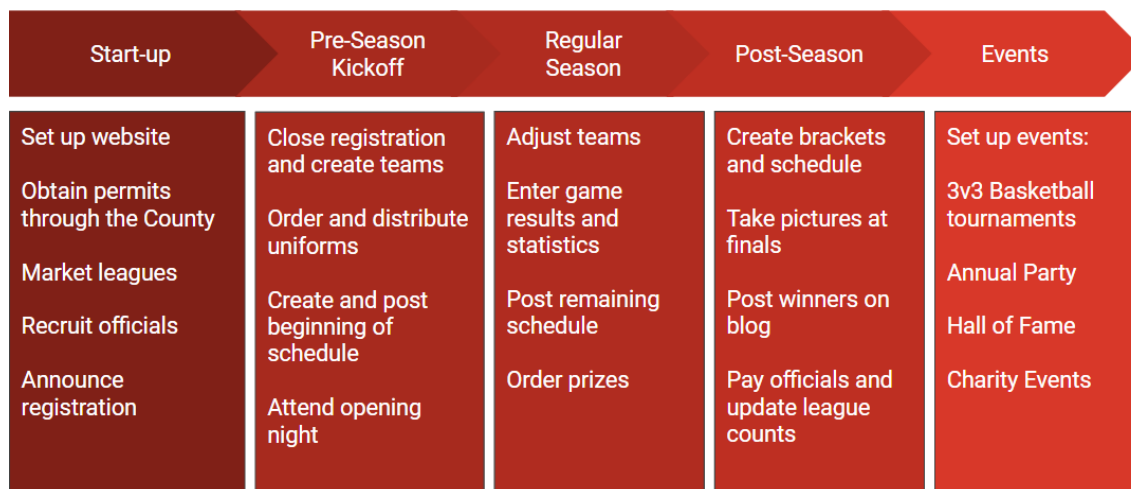 Start-up
Pre-Season
Kickoff
Regular
Season
Post-Season
Events
Set up website
Obtain permits
through the County
Market leagues
Recruit officials
Announce
registration
Close registration
and create teams
Order and distribute
uniforms
Create and post
beginning of
schedule
Attend opening
night
Adjust teams
Enter game
results and
statistics
Post remaining
schedule
Order prizes
Create brackets
and schedule
Take pictures at
finals
Post winners on
blog
Pay officials and
update league
counts
Set up events:
3v3 Basketball
tournaments
Annual Party
Hall of Fame
Charity Events